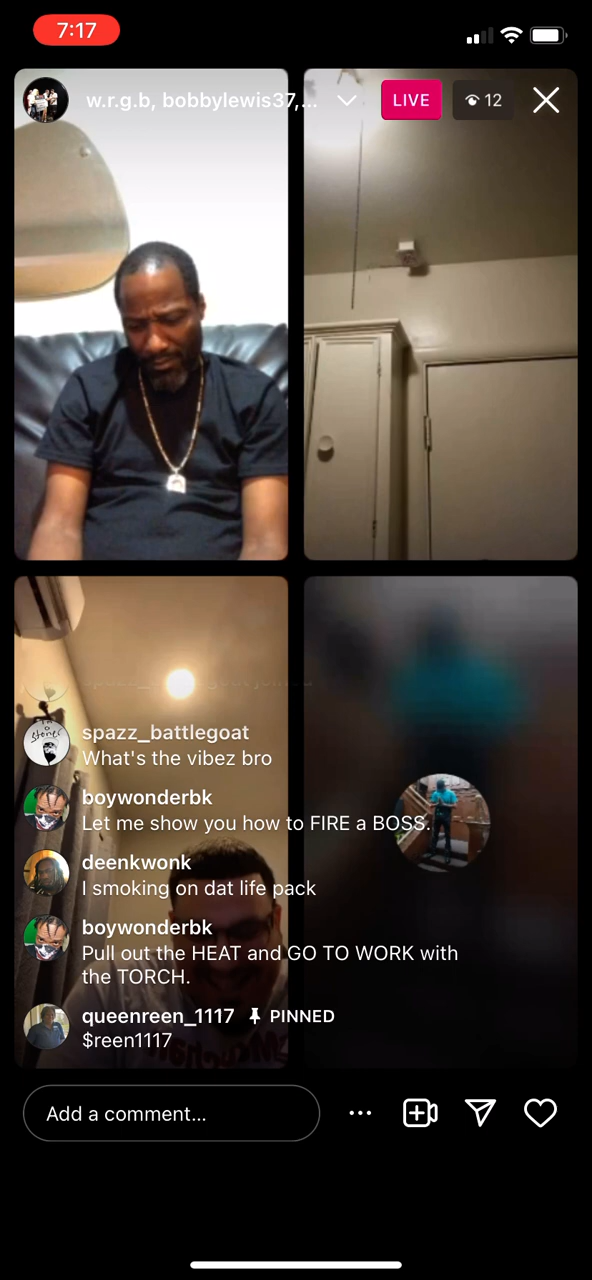 7:17
w.r.g.b, bobbylewis37,...
LIVE
12
spazz_battlegoat
What's the vibez bro
boywonderbk
Let me show you how to FIRE a BOSS.
deenkwonk
I smoking on dat life pack
boywonderbk
Pull out the HEAT and GO TO WORK with
the TORCH.
queenreen_1117 PINNED
$reen1117
Add a comment...